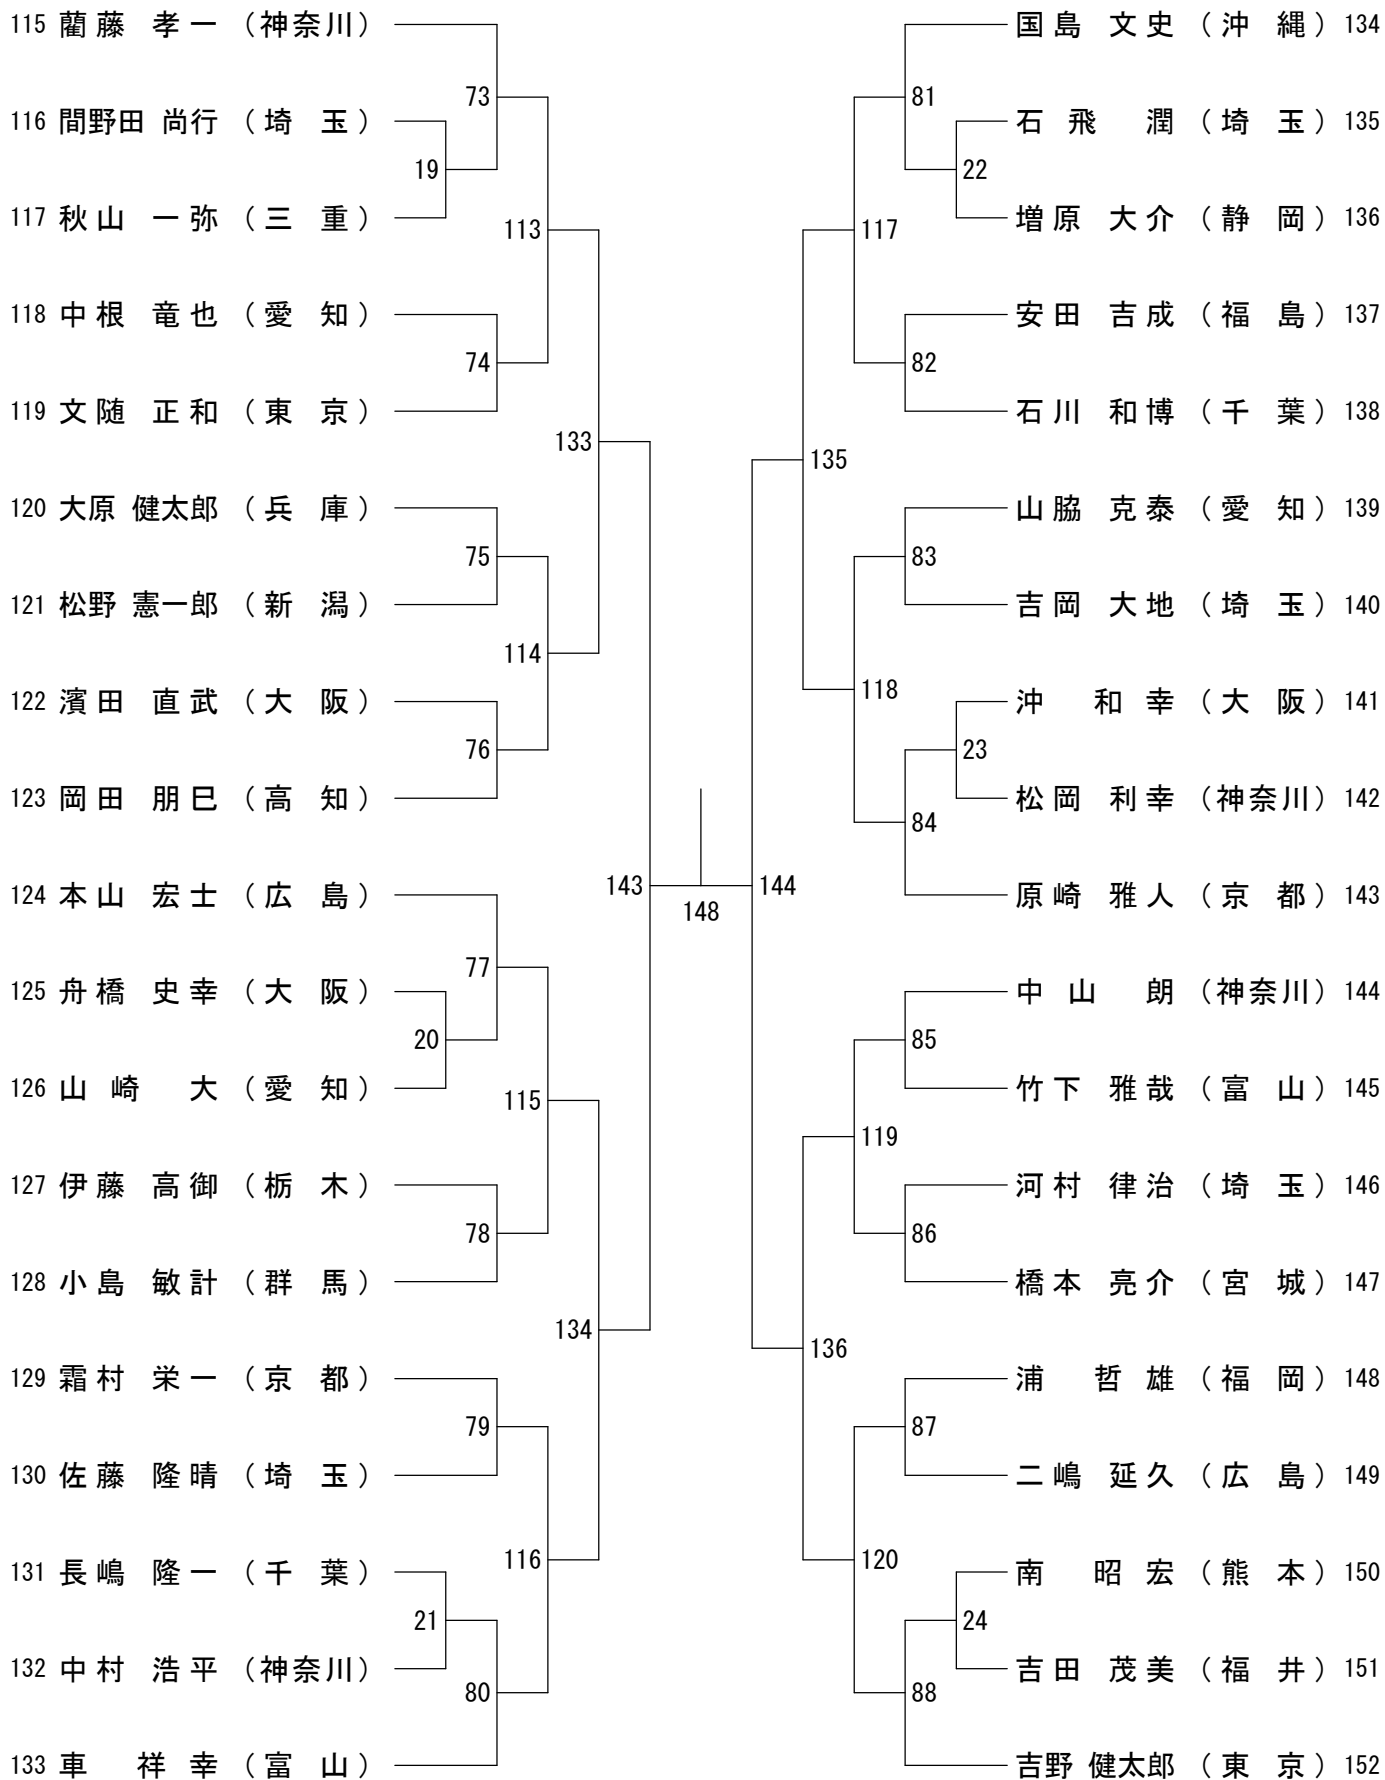 115 藺藤 孝一 (神奈川)
116 間野田 尚行 (埼 玉)
117 秋山 一弥 (三 重)
118 中根 竜也 (愛 知)
119 文随 正和 (東 京)
120 大原 健太郎 (兵 庫)
121 松野 憲一郎 (新 潟)
122 濱田 直武 (大 阪)
123 岡田 朋巳 (高 知)
124 本山 宏士 (広 島)
125 舟橋 史幸 (大 阪)
126 山崎 大 (愛 知)
127 伊藤 高御 (栃 木)
128 小島 敏計 (群 馬)
129 霜村 栄一 (京 都)
130 佐藤 隆晴 (埼 玉)
131 長嶋 隆一 (千 葉)
132 中村 浩平 (神奈川)
133 車 祥幸 (富 山)
19
20
21
73
74
75
76
77
78
79
80
113
114
115
116
133
134
143
148
144
135
136
117
118
119
120
81
82
83
84
85
86
87
88
22
23
24
国島 文史 (沖 縄) 134
石飛 潤 (埼 玉) 135
増原 大介 (静 岡) 136
安田 吉成 (福 島) 137
石川 和博 (千 葉) 138
山脇 克泰 (愛 知) 139
吉岡 大地 (埼 玉) 140
沖 和幸 (大 阪) 141
松岡 利幸 (神奈川) 142
原崎 雅人 (京 都) 143
中山 朗 (神奈川) 144
竹下 雅哉 (富 山) 145
河村 律治 (埼 玉) 146
橋本 亮介 (宮 城) 147
浦 哲雄 (福 岡) 148
二嶋 延久 (広 島) 149
南 昭宏 (熊 本) 150
吉田 茂美 (福 井) 151
吉野 健太郎 (東 京) 152